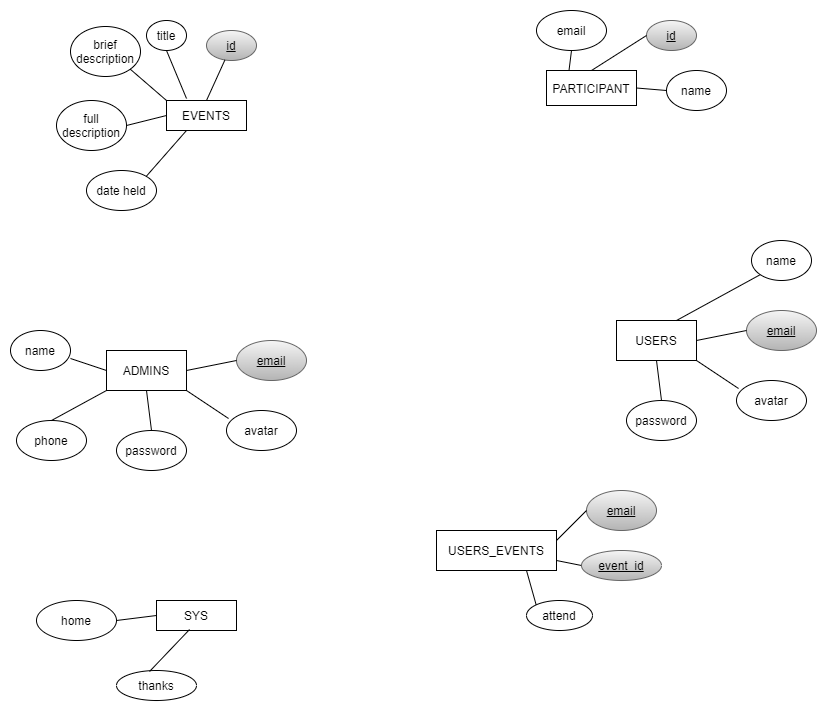 title
brief
description
id
EVENTS
full
description
date held
email
id
PARTICIPANT
name
name
email
USERS
avatar
password
name
ADMINS
email
phone
password
avatar
email
USERS_EVENTS
event_id
attend
home
SYS
thanks